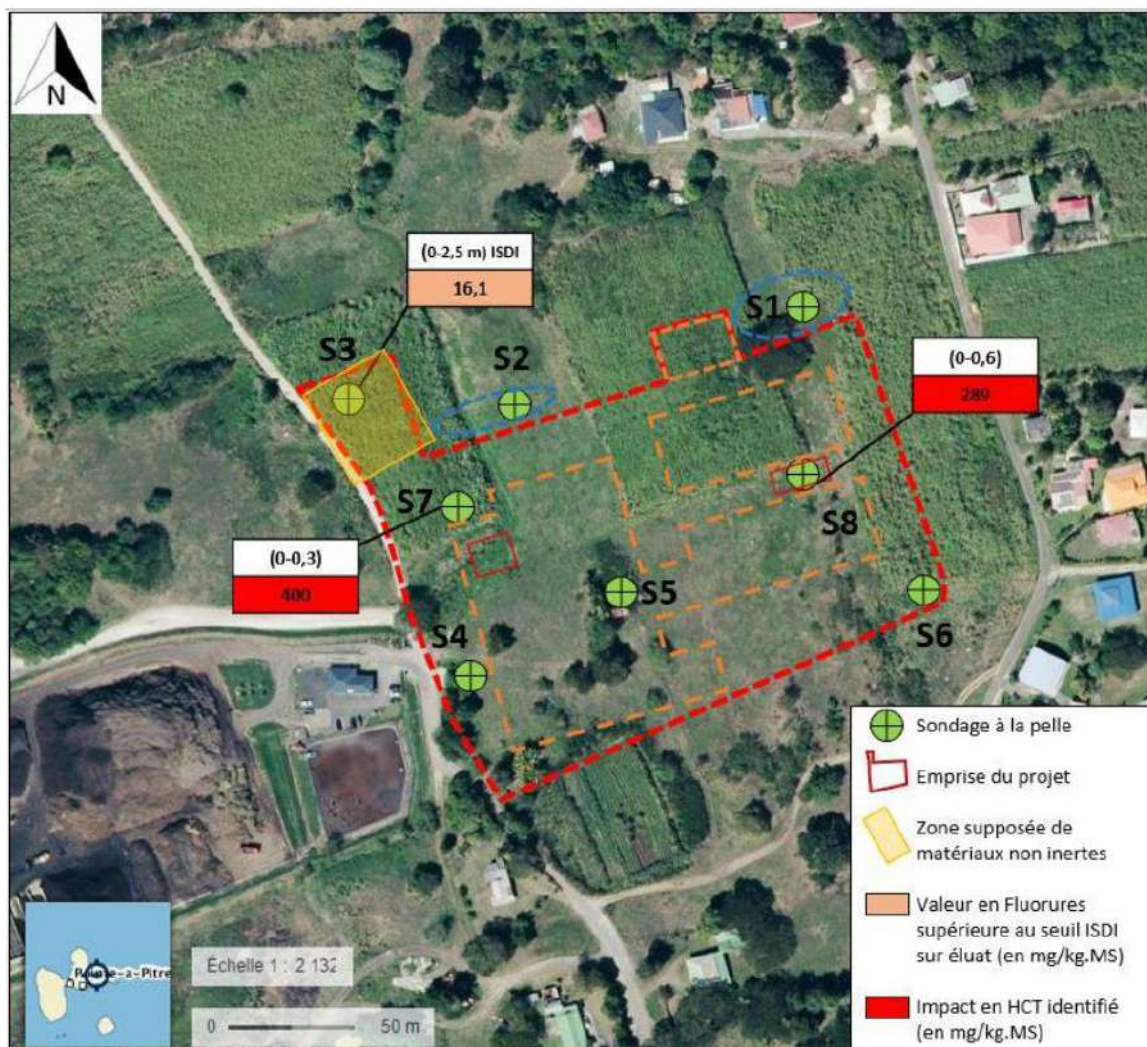 N
(0-2,5 m) ISDI
16,1
S1
S3
S2
(0-0,6)
289
S7
S8
(0-0,3)
400
S5
S4
S6
Sondage à la pelle
Emprise du projet
Zone supposée de
matériaux non inertes
Valeur en Fluorures
supérieure au seuil ISDI
sur éluat (en mg/kg.MS)
Impact en HCT identifié
(en mg/kg.MS)
Pointe-a-Pitre
Échelle 1 : 2 132
0 50 m